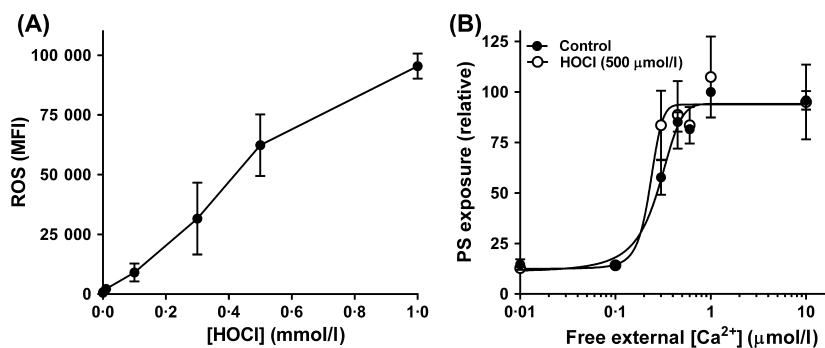 (A)
100 000
75 000
50 000
25 000
0
ROS (MFI)
0·0 0·2 0·4 0·6 0·8 1·0
[HOCl] (mmol/l)
(B)
Control
HOCl (500 μmol/l)
125
100
75
50
25
0
PS exposure (relative)
0·01 0·1 1 10
Free external [Ca²⁺] (μmol/l)